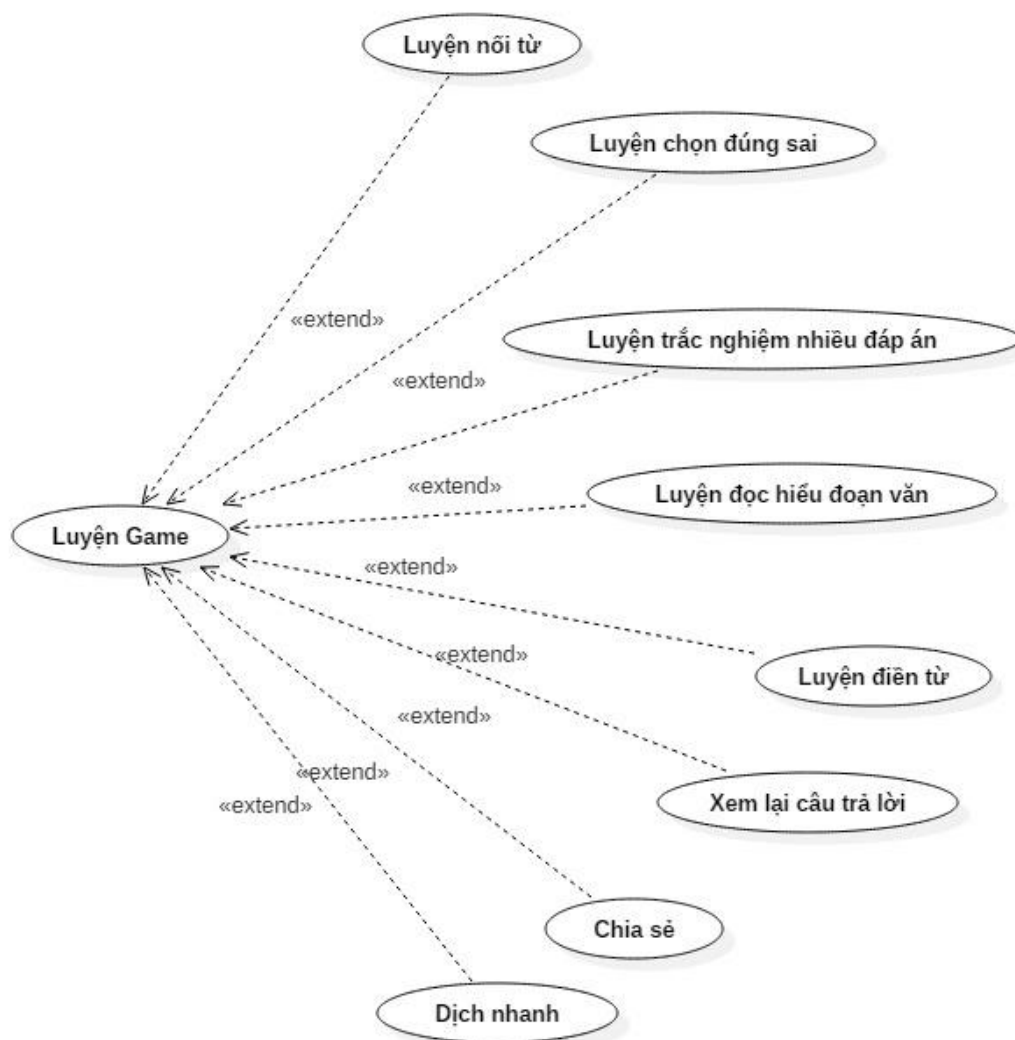 Luyện nối từ
Luyện chọn đúng sai
«extend»
Luyện trắc nghiệm nhiều đáp án
«extend»
«extend»
Luyện đọc hiểu đoạn văn
Luyện Game
«extend»
«extend»
Luyện điền từ
«extend»
«extend»
Xem lại câu trả lời
«extend»
Chia sẻ
Dịch nhanh